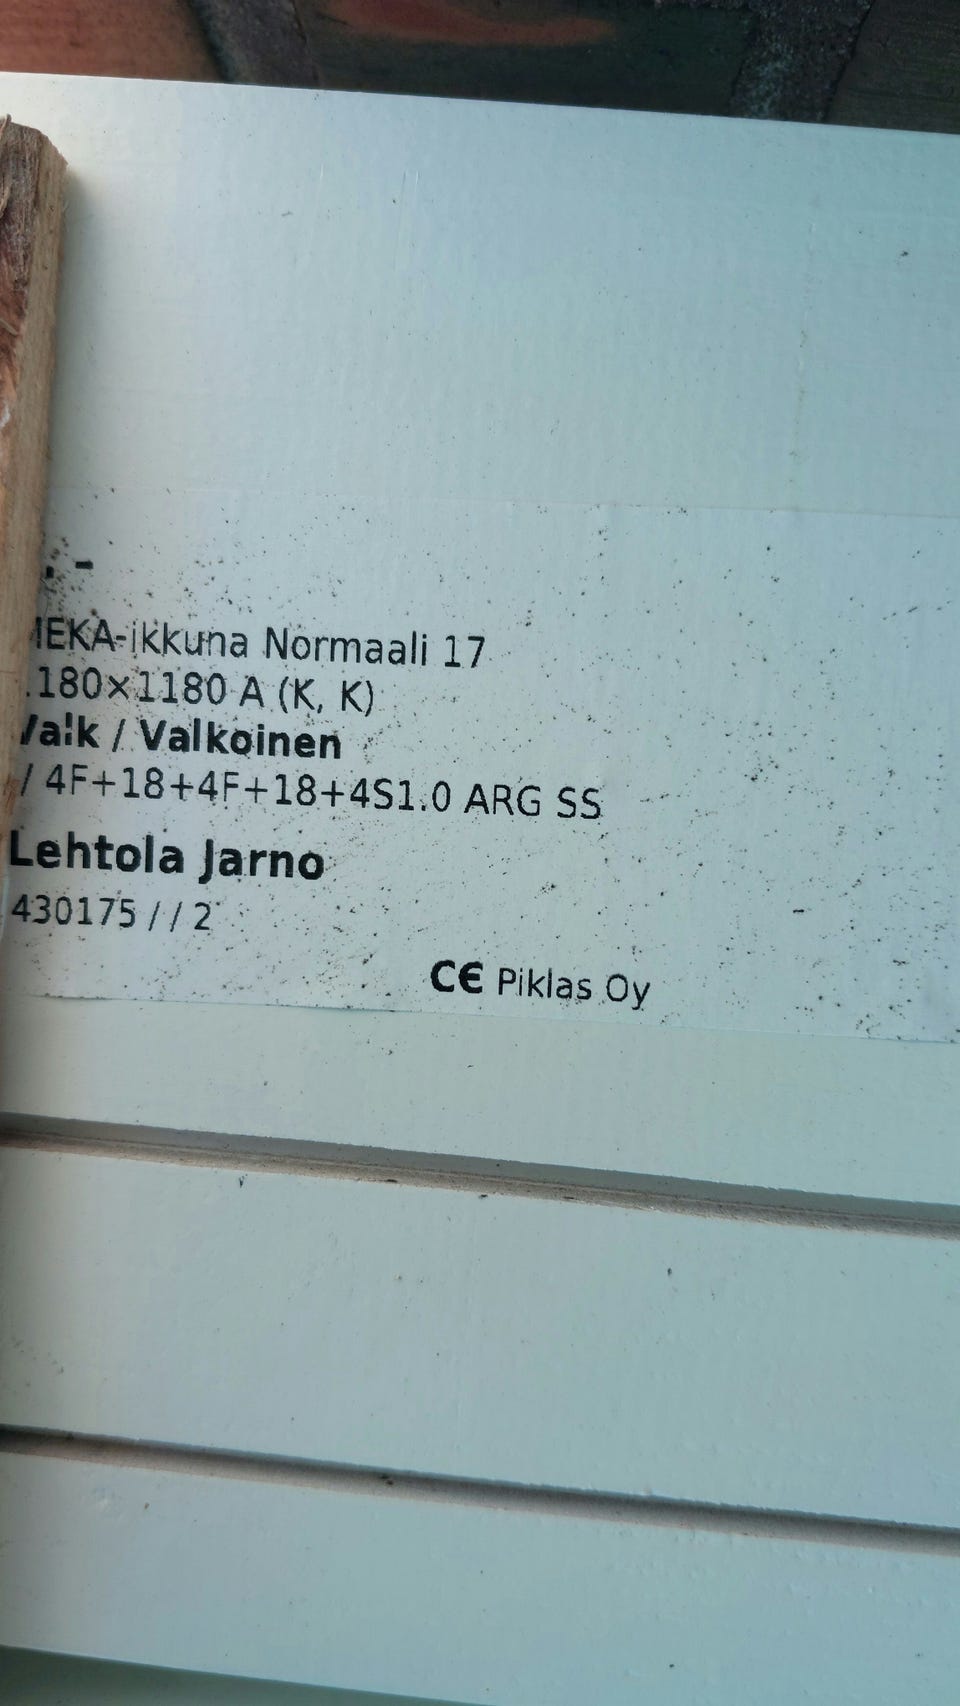 . -
MEKA-ikkuna Normaali 17
1180×1180 A (K, K)
Valk / Valkoinen
/ 4F+18+4F+18+4S1.0 ARG SS
Lehtola Jarno
430175 / / 2
CE Piklas Oy